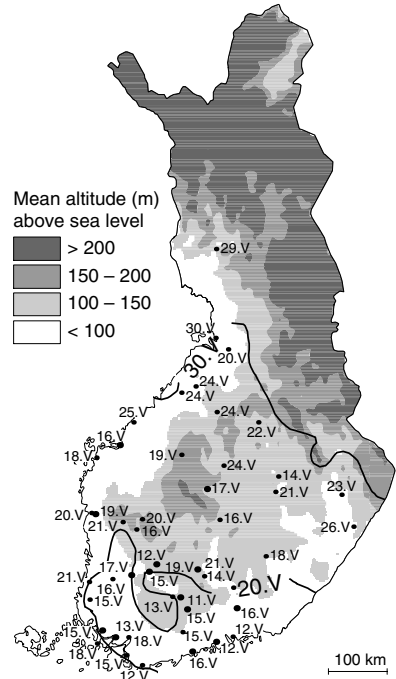 Mean altitude (m)
above sea level
> 200
150 – 200
100 – 150
< 100
29.V
30.V
20.V
30.V
24.V
24.V
25.V
24.V
22.V
16.V
18.V
19.V
24.V
14.V
17.V
21.V
23.V
20.V
19.V
20.V
21.V
16.V
16.V
26.V
12.V
18.V
17.V
19.V
21.V
14.V
21.V
16.V
15.V
20.V
15.V
13.V
11.V
15.V
16.V
15.V
13.V
18.V
15.V
12.V
18.V
15.V
12.V
16.V
12.V
100 km